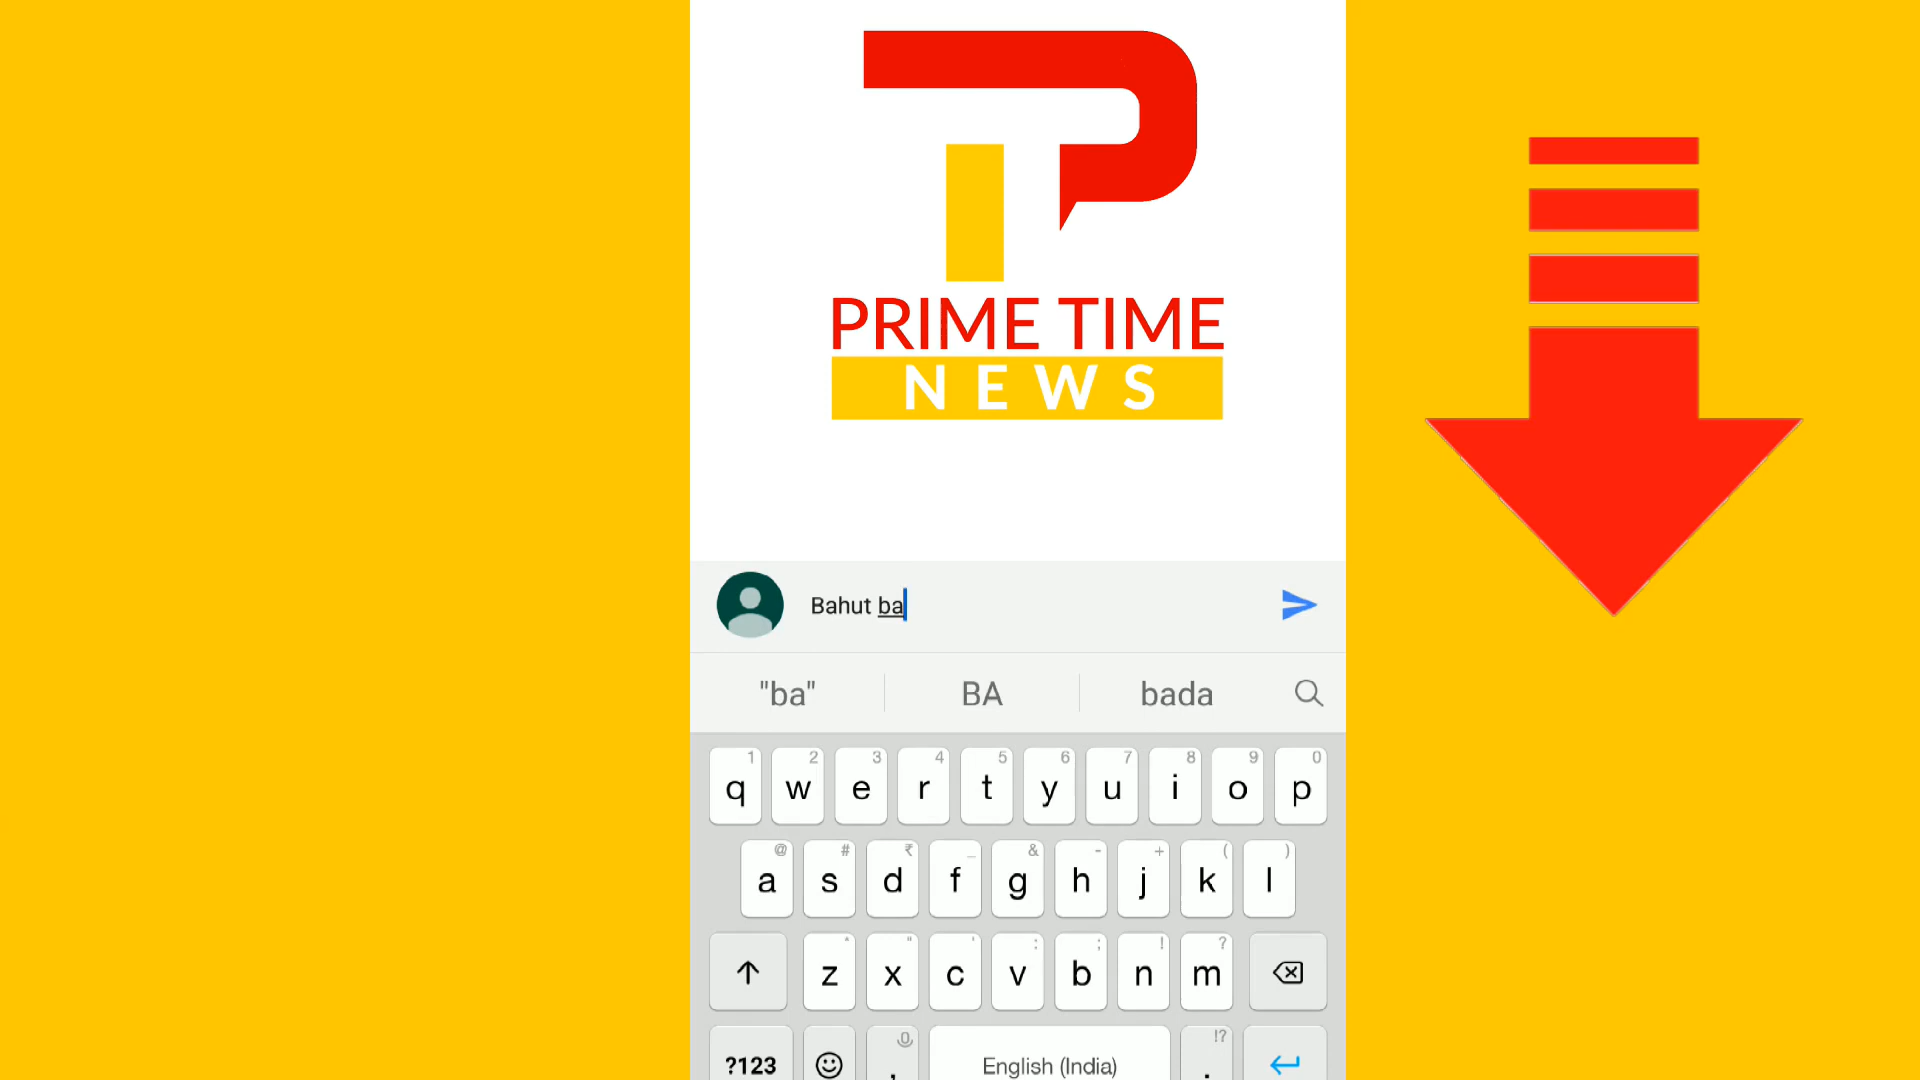 PRIME TIME
NEWS
Bahut ba
"ba" BA bada
1 2 3 4 5 6 7 8 9 0
q w e r t y u i o p
@ # ₹ _ & - + ( )
a s d f g h j k l
* " ' : ; ! ?
z x c v b n m
!?
?123 , English (India) .